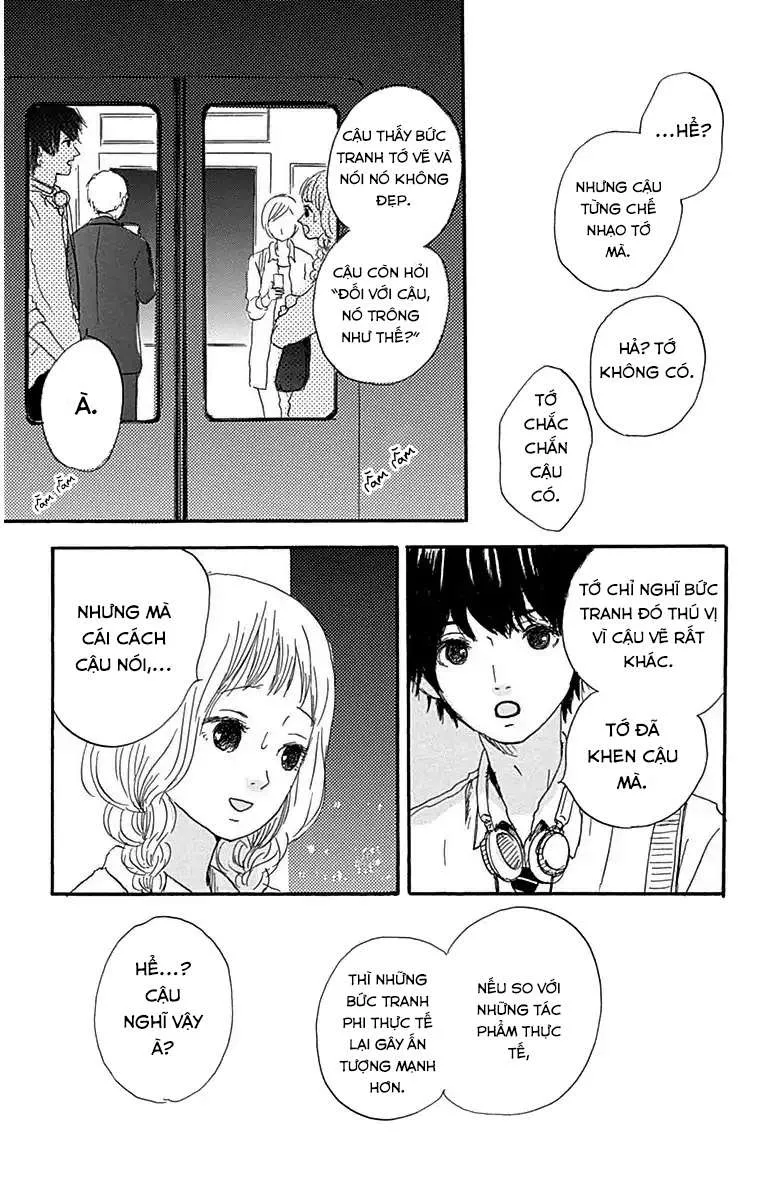 ...HỂ?
NHƯNG CẬU
TỪNG CHẾ
NHẠO TỚ
MÀ.
HẢ? TỚ
KHÔNG CÓ.
TỚ
CHẮC
CHẮN
CẬU
CÓ.
CẬU THẤY BỨC
TRANH TỚ VẼ VÀ
NÓI NÓ KHÔNG
ĐẸP.
CẬU CÒN HỎI
“ĐỐI VỚI CẬU,
NÓ TRÔNG
NHƯ THẾ?”
À.
rầm rầm
rầm rầm
TỚ CHỈ NGHĨ BỨC
TRANH ĐÓ THÚ VỊ
VÌ CẬU VẼ RẤT
KHÁC.
TỚ ĐÃ
KHEN CẬU
MÀ.
NHƯNG MÀ
CÁI CÁCH
CẬU NÓI,...
NẾU SO VỚI
NHỮNG TÁC
PHẨM THỰC
TẾ,
THÌ NHỮNG
BỨC TRANH
PHI THỰC TẾ
LẠI GÂY ẤN
TƯỢNG MẠNH
HƠN.
HỂ...?
CẬU
NGHĨ VẬY
À?